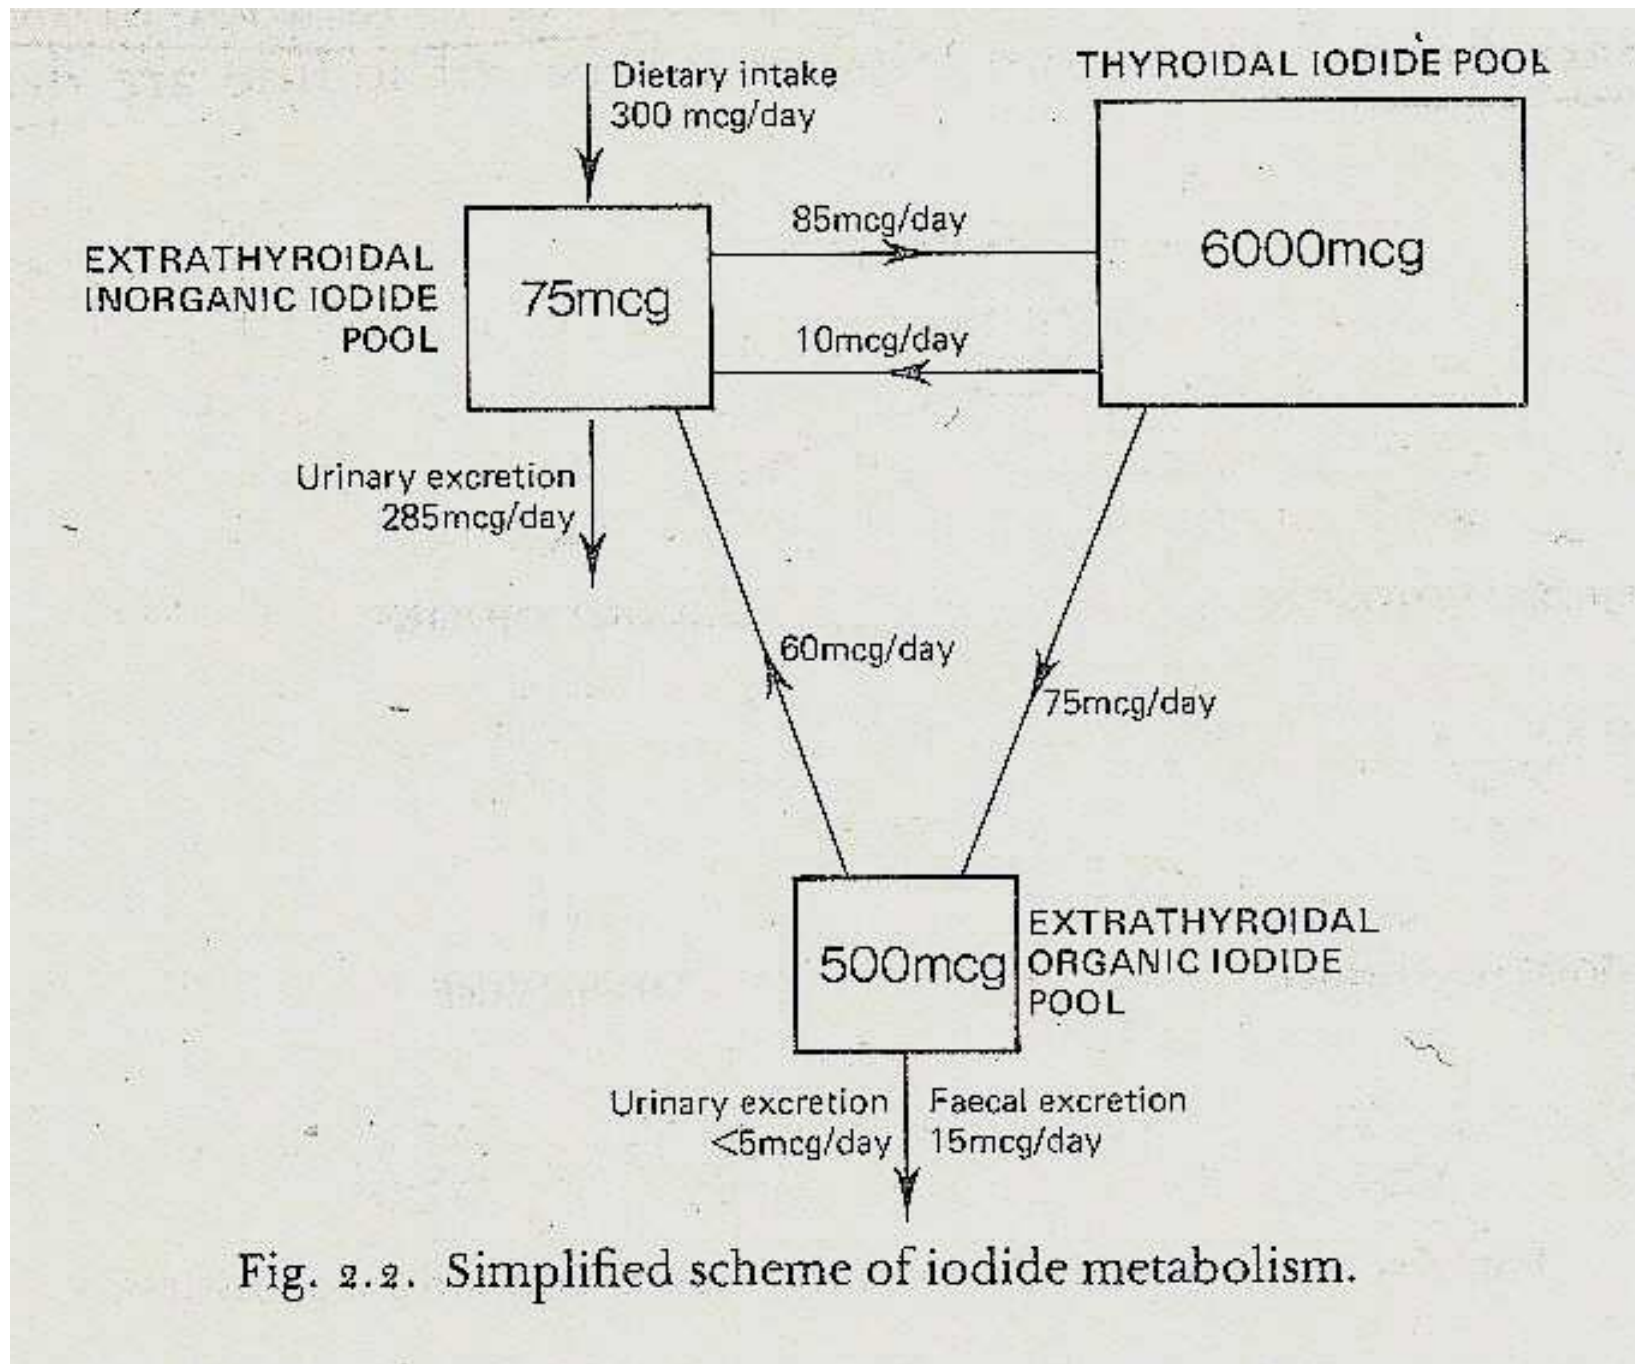 Dietary intake
300 mcg/day
THYROIDAL IODIDE POOL
85mcg/day
6000mcg
EXTRATHYROIDAL
INORGANIC IODIDE
POOL
75mcg
10mcg/day
Urinary excretion
285mcg/day
60mcg/day
75mcg/day
500mcg
EXTRATHYROIDAL
ORGANIC IODIDE
POOL
Urinary excretion
<5mcg/day
Faecal excretion
15mcg/day
Fig. 2.2. Simplified scheme of iodide metabolism.